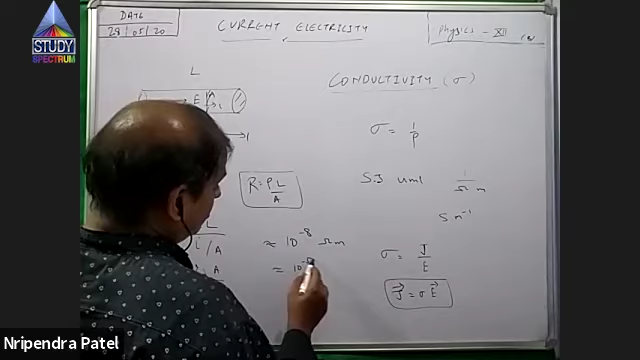 STUDY
SPECTRUM
DATE
28/05/20
CURRENT ELECTRICITY
Physics - XII
L
E
CONDUCTIVITY (σ)
σ = 1/ρ
R = ρ L/A
S.I unit 1/Ω m
S.m⁻¹
L
i/A
A
≈ 10⁻⁸ Ω m
σ = J/E
J⃗ = σ E⃗
Nripendra Patel